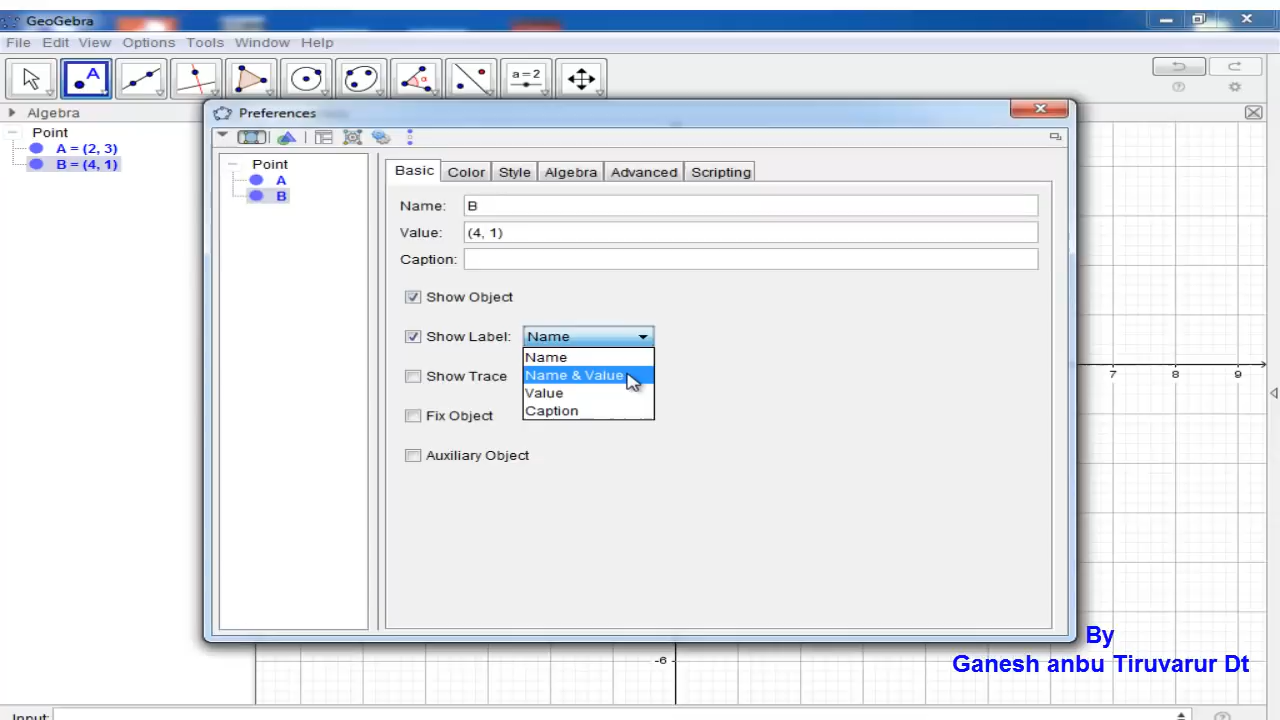 GeoGebra
File Edit View Options Tools Window Help
A a=2
Algebra
Preferences
Point
A = (2, 3)
B = (4, 1)
Point
A
B
Basic Color Style Algebra Advanced Scripting
Name: B
Value: (4, 1)
Caption:
Show Object
Show Label: Name
Name
Name & Value
Value
Caption
Show Trace
Fix Object
Auxiliary Object
7 8 9
-6
By
Ganesh anbu Tiruvarur Dt
Input: